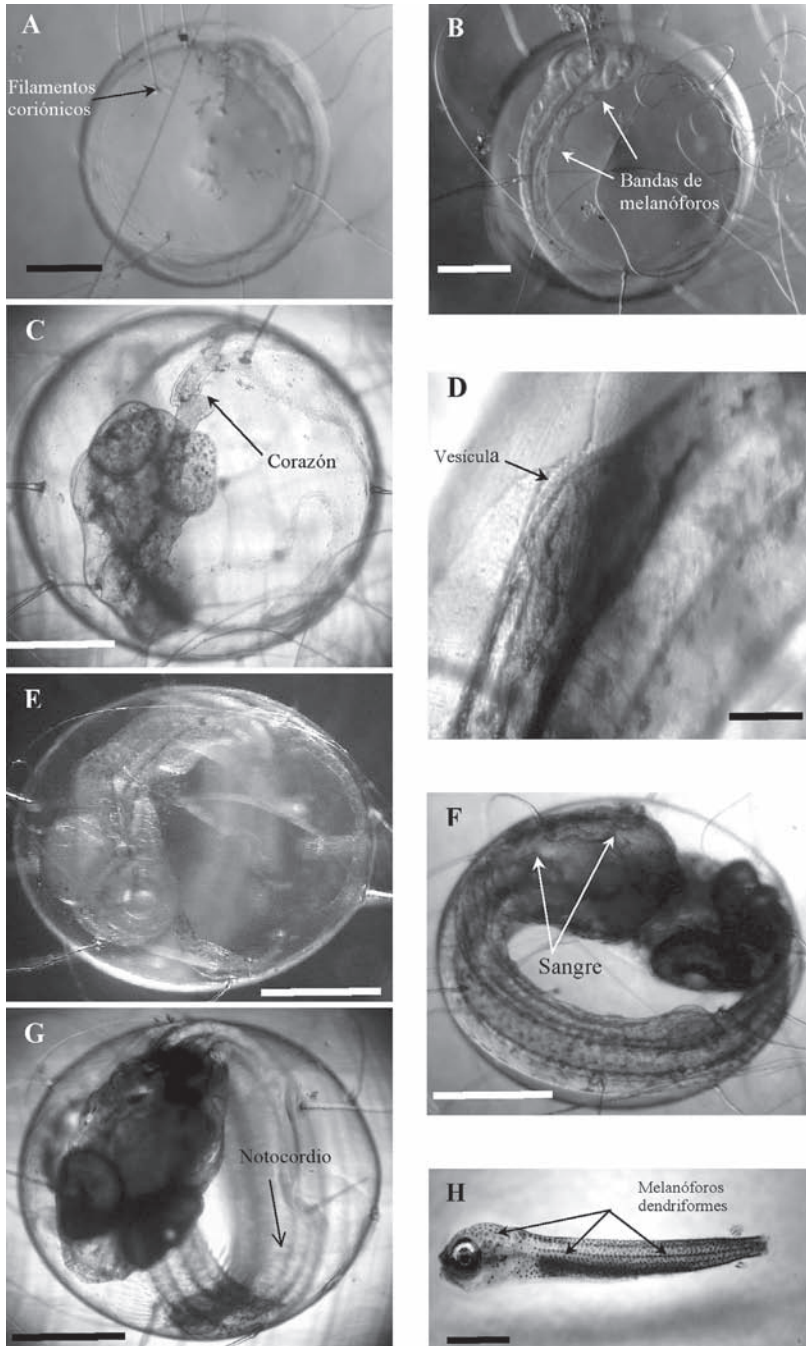 A
Filamentos
coriónicos
B
Bandas de
melanóforos
C
Corazón
D
Vesícula
E
F
Sangre
G
Notocordio
H
Melanóforos
dendriformes